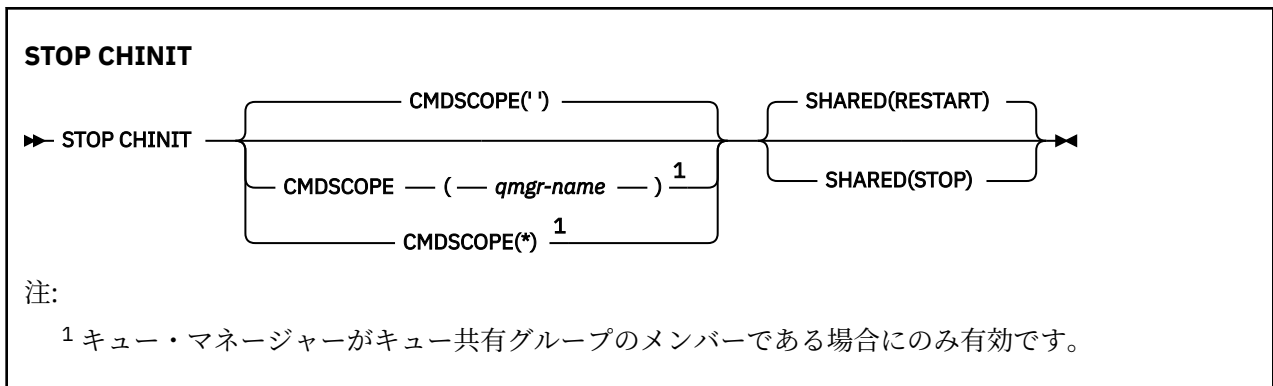 STOP CHINIT
CMDSCOPE(' ') SHARED(RESTART)
STOP CHINIT
CMDSCOPE ( qmgr-name ) 1 SHARED(STOP)
CMDSCOPE(*) 1
注:
1 キュー・マネージャーがキュー共有グループのメンバーである場合にのみ有効です。